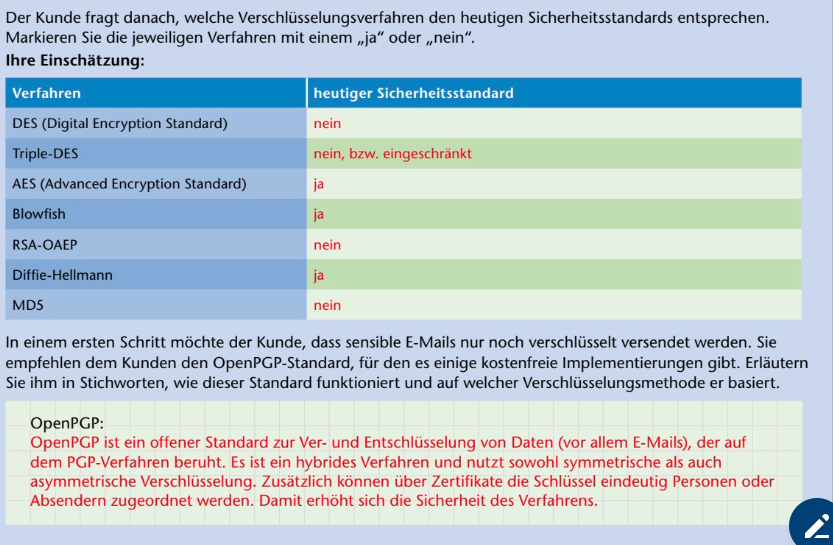 Der Kunde fragt danach, welche Verschlüsselungsverfahren den heutigen Sicherheitsstandards entsprechen.
Markieren Sie die jeweiligen Verfahren mit einem „ja“ oder „nein“.
Ihre Einschätzung:
Verfahren heutiger Sicherheitsstandard
DES (Digital Encryption Standard) nein
Triple-DES nein, bzw. eingeschränkt
AES (Advanced Encryption Standard) ja
Blowfish ja
RSA-OAEP nein
Diffie-Hellmann ja
MD5 nein
In einem ersten Schritt möchte der Kunde, dass sensible E-Mails nur noch verschlüsselt versendet werden. Sie
empfehlen dem Kunden den OpenPGP-Standard, für den es einige kostenfreie Implementierungen gibt. Erläutern
Sie ihm in Stichworten, wie dieser Standard funktioniert und auf welcher Verschlüsselungsmethode er basiert.
OpenPGP:
OpenPGP ist ein offener Standard zur Ver- und Entschlüsselung von Daten (vor allem E-Mails), der auf
dem PGP-Verfahren beruht. Es ist ein hybrides Verfahren und nutzt sowohl symmetrische als auch
asymmetrische Verschlüsselung. Zusätzlich können über Zertifikate die Schlüssel eindeutig Personen oder
Absendern zugeordnet werden. Damit erhöht sich die Sicherheit des Verfahrens.